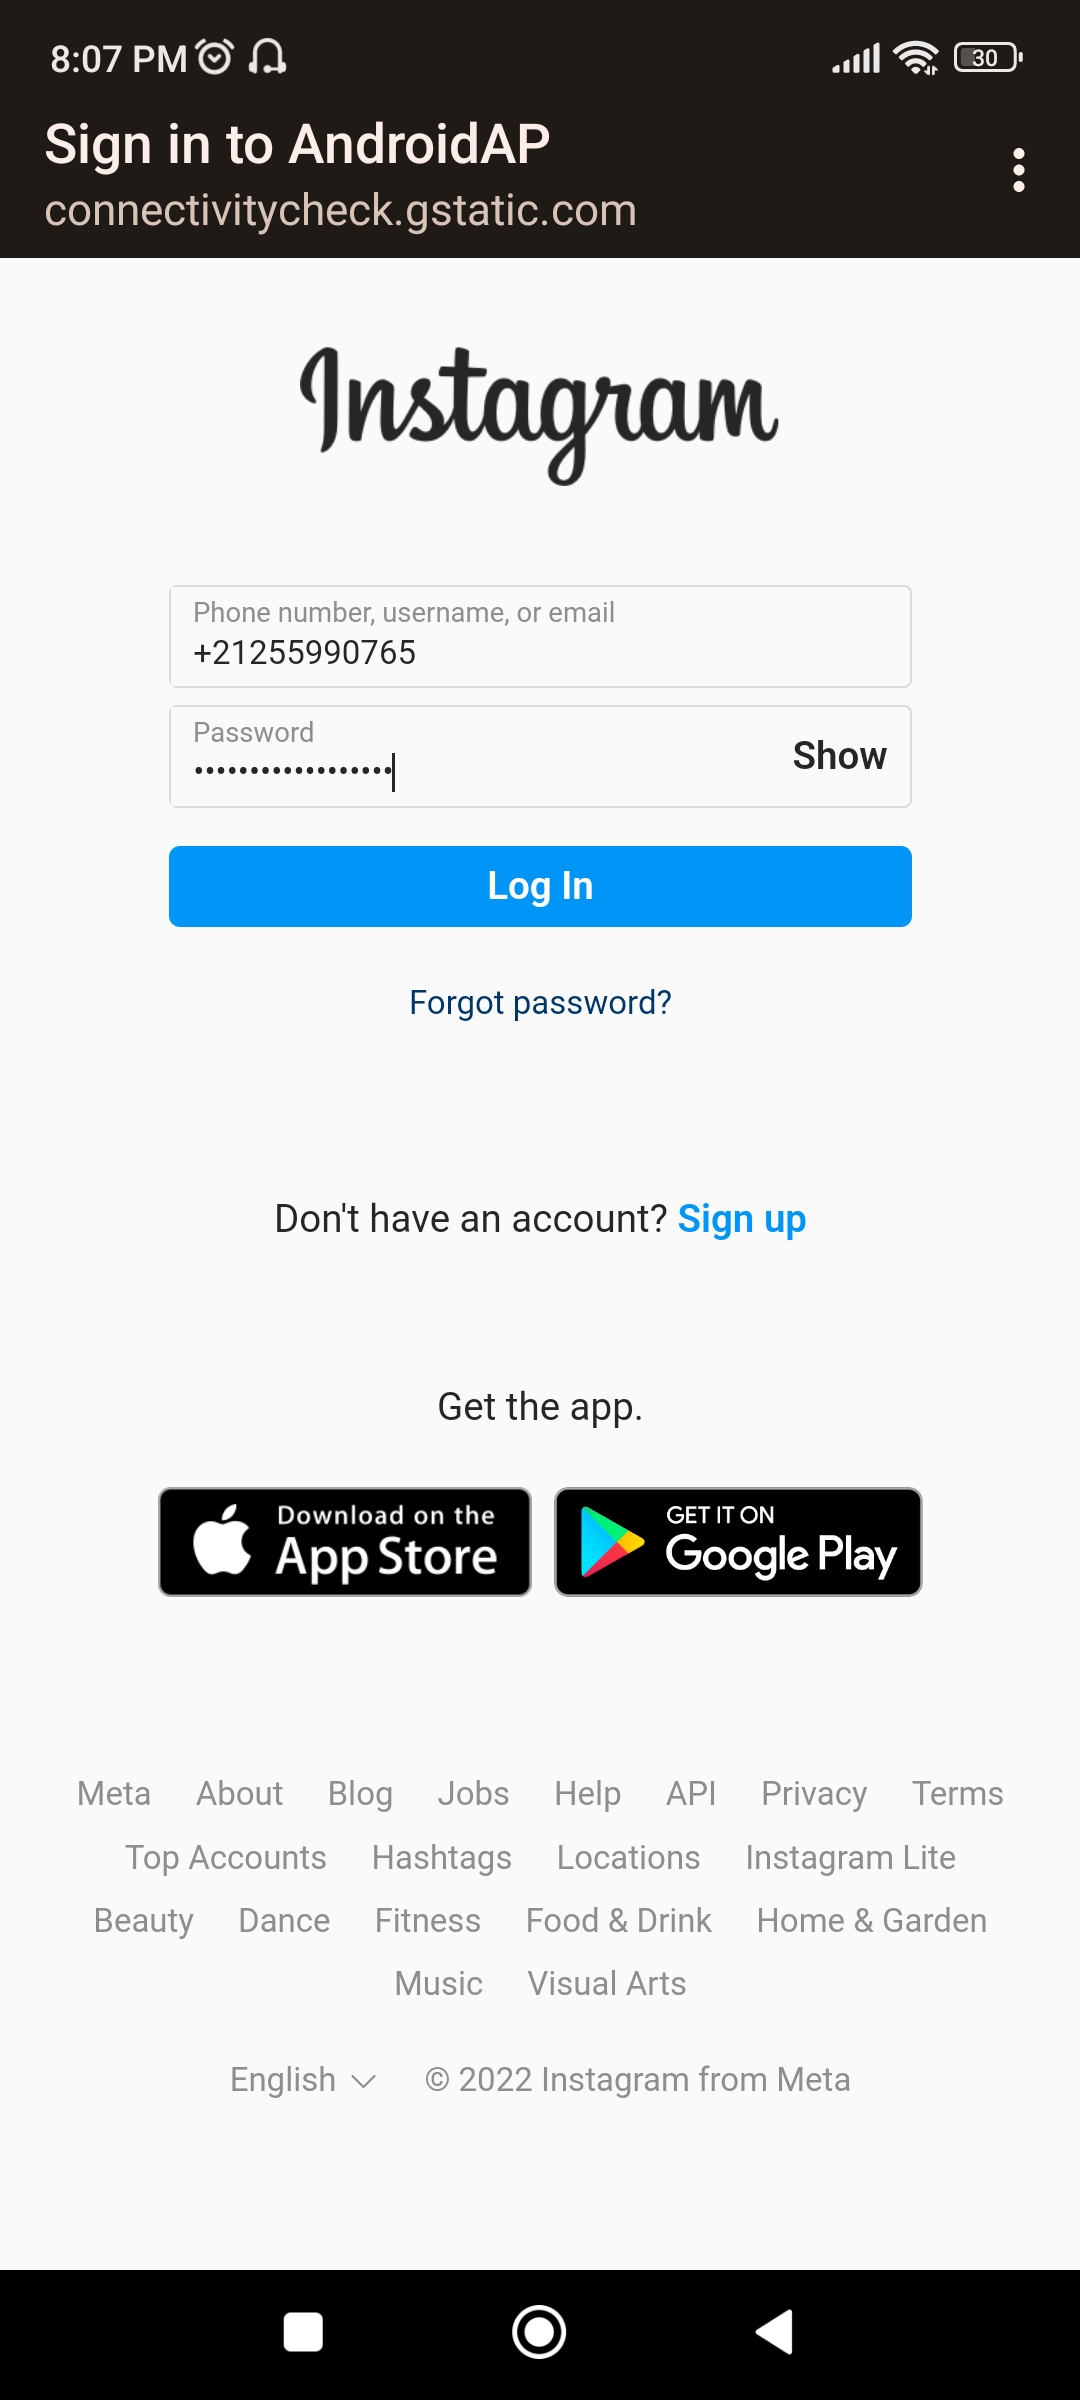 8:07 PM 30
Sign in to AndroidAP
connectivitycheck.gstatic.com
Instagram
Phone number, username, or email
+21255990765
Password
•••••••••••••••••• Show
Log In
Forgot password?
Don't have an account? Sign up
Get the app.
Download on the App Store
GET IT ON Google Play
Meta About Blog Jobs Help API Privacy Terms
Top Accounts Hashtags Locations Instagram Lite
Beauty Dance Fitness Food & Drink Home & Garden
Music Visual Arts
English © 2022 Instagram from Meta